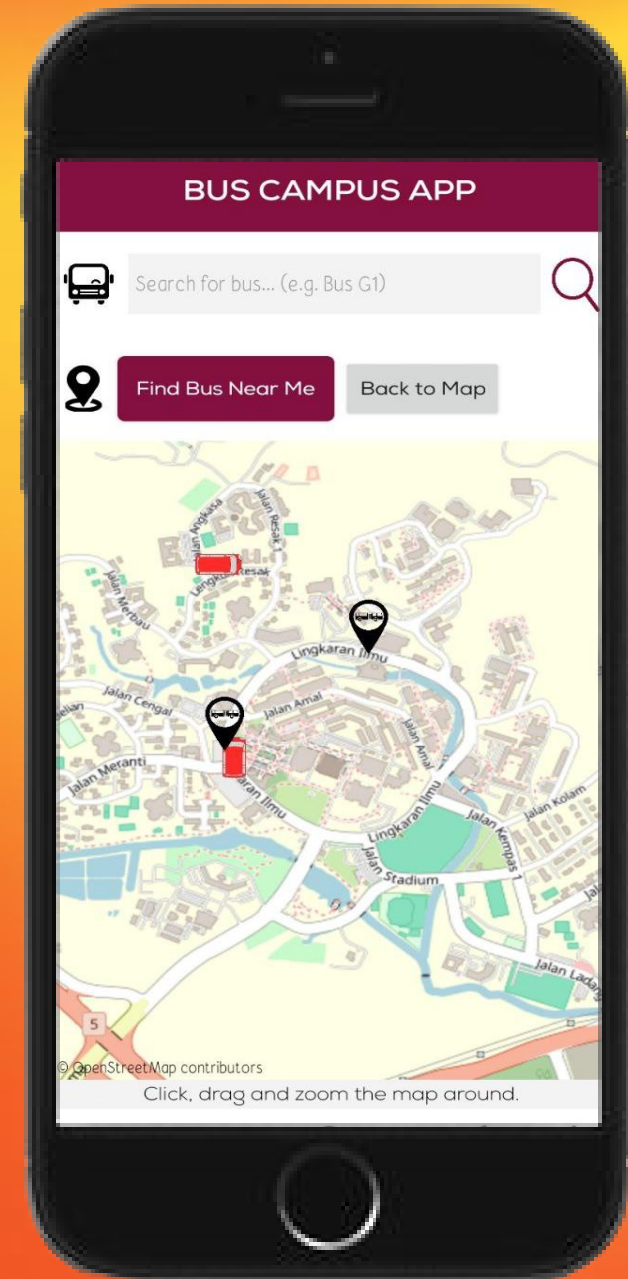 BUS CAMPUS APP
Search for bus... (e.g. Bus G1)
Find Bus Near Me
Back to Map
Jalan Angkasa
Jalan Resak 1
Lengkok Resak
Jalan Merbau
Lingkaran Ilmu
Jalan Cengal
Jalan Amal
Jalan Meranti
Jalan Amal
Lingkaran Ilmu
Jalan Kolam
Jalan Kempas 1
Jalan Stadium
Jalan Ladang
5
© OpenStreetMap contributors
Click, drag and zoom the map around.